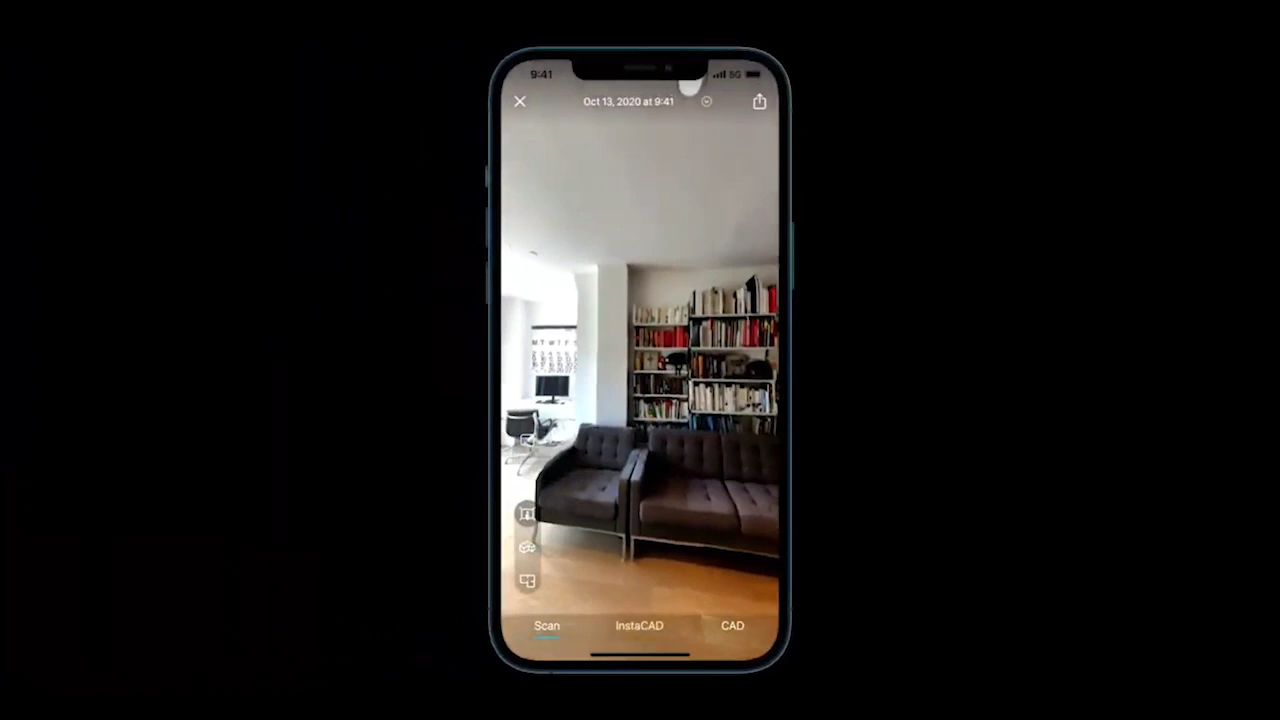 9:41
5G
Oct 13, 2020 at 9:41
M T W T F S
Scan
InstaCAD
CAD